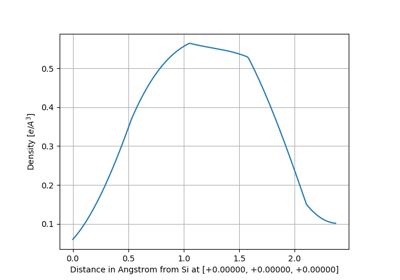 0.5
0.4
0.3
0.2
0.1
Density [e/A^3]
0.0 0.5 1.0 1.5 2.0
Distance in Angstrom from Si at [+0.00000, +0.00000, +0.00000]